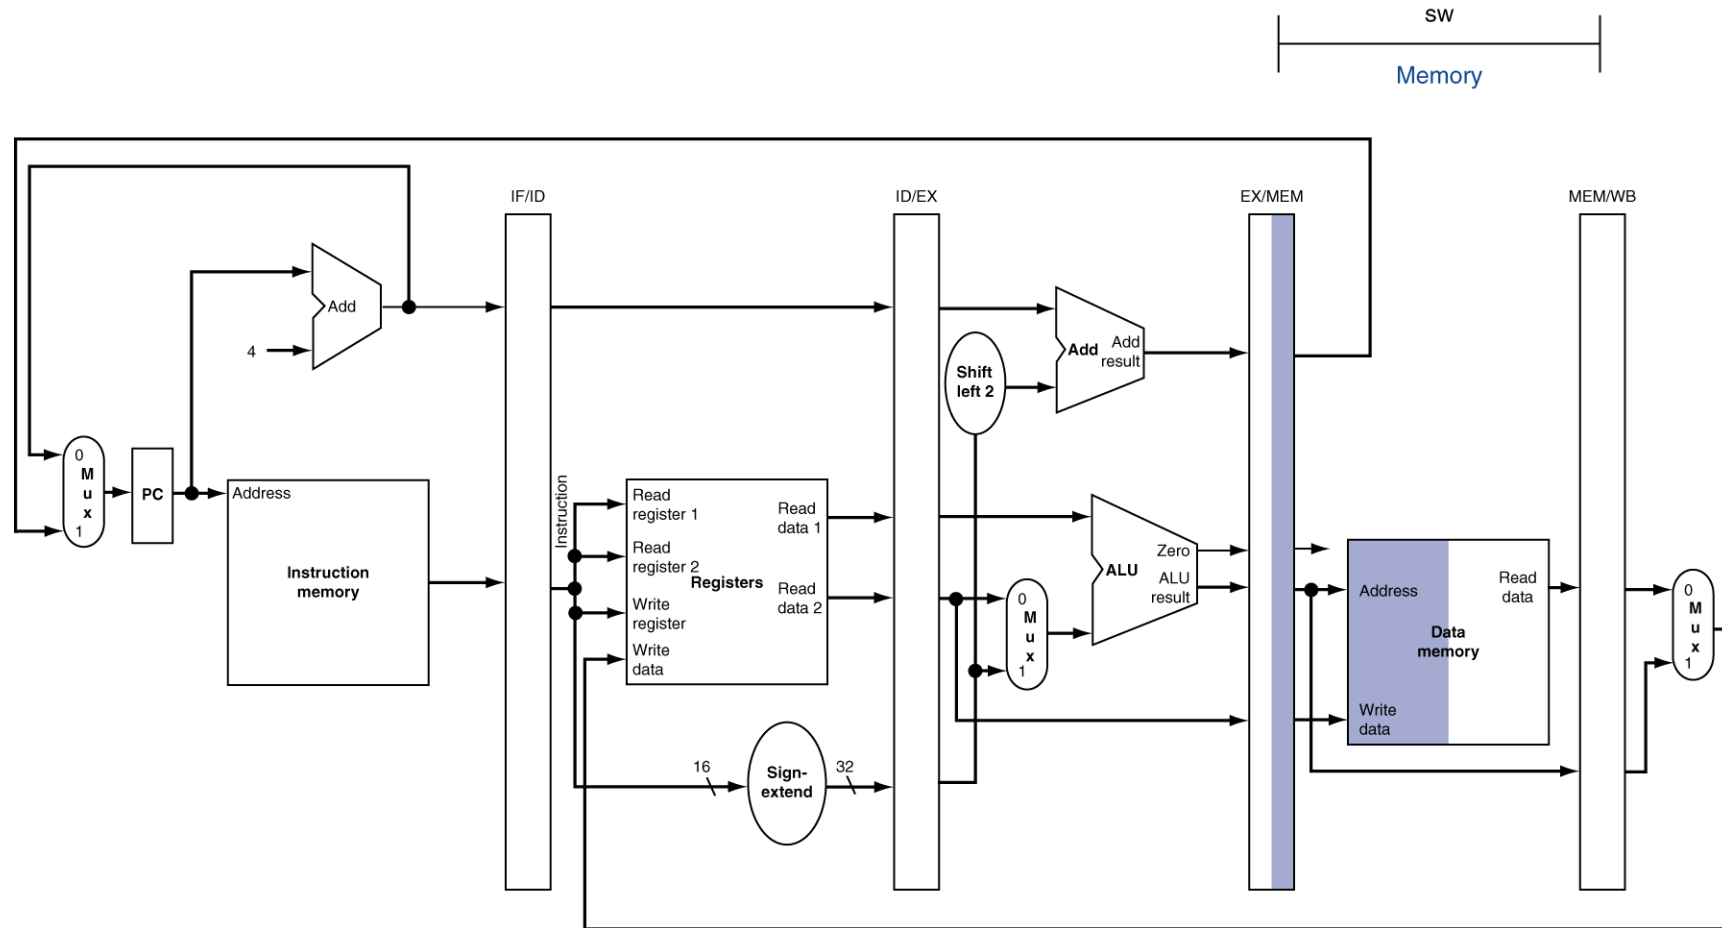 SW
Memory
IF/ID
ID/EX
EX/MEM
MEM/WB
Add
4
Shift
left 2
Add
Add
result
0
M
u
x
1
PC
Address
Instruction
memory
Instruction
Read
register 1
Read
register 2
Write
register
Write
data
Registers
Read
data 1
Read
data 2
16
Sign-
extend
32
0
M
u
x
1
ALU
Zero
ALU
result
Address
Write
data
Data
memory
Read
data
0
M
u
x
1